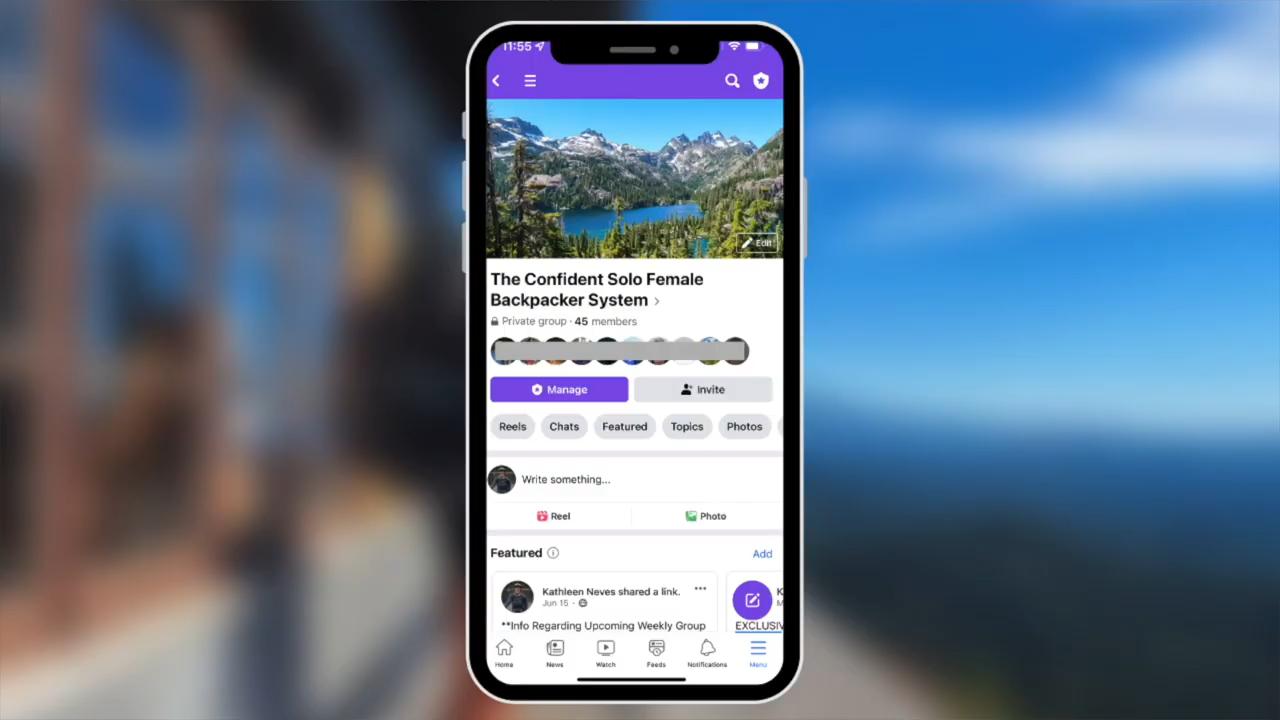 11:55
Edit
The Confident Solo Female
Backpacker System
Private group · 45 members
Manage
Invite
Reels
Chats
Featured
Topics
Photos
Write something...
Reel
Photo
Featured
Add
Kathleen Neves shared a link.
Jun 15
**Info Regarding Upcoming Weekly Group
Home
News
Watch
Feeds
Notifications
Menu